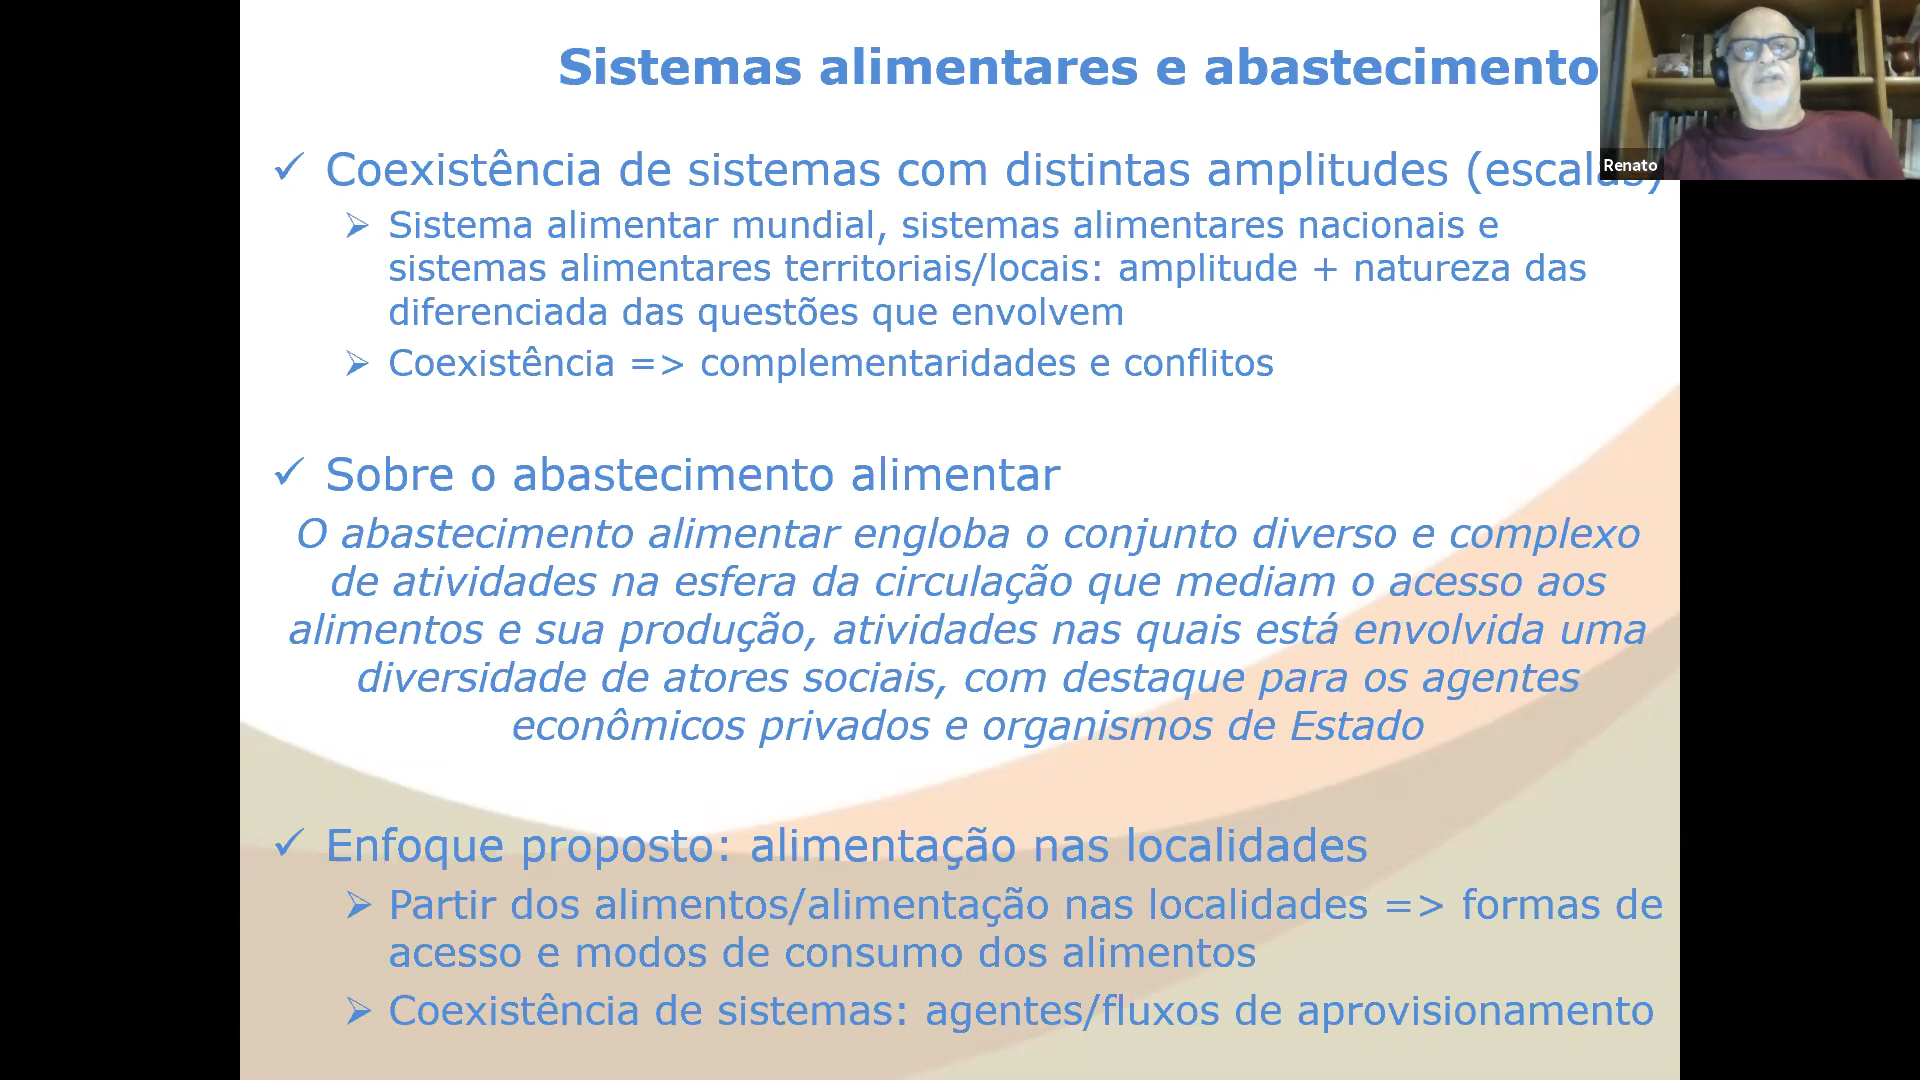 Sistemas alimentares e abastecimento
✓ Coexistência de sistemas com distintas amplitudes (escalas)
➢ Sistema alimentar mundial, sistemas alimentares nacionais e
sistemas alimentares territoriais/locais: amplitude + natureza das
diferenciada das questões que envolvem
➢ Coexistência => complementaridades e conflitos
✓ Sobre o abastecimento alimentar
O abastecimento alimentar engloba o conjunto diverso e complexo
de atividades na esfera da circulação que mediam o acesso aos
alimentos e sua produção, atividades nas quais está envolvida uma
diversidade de atores sociais, com destaque para os agentes
econômicos privados e organismos de Estado
✓ Enfoque proposto: alimentação nas localidades
➢ Partir dos alimentos/alimentação nas localidades => formas de
acesso e modos de consumo dos alimentos
➢ Coexistência de sistemas: agentes/fluxos de aprovisionamento
Renato